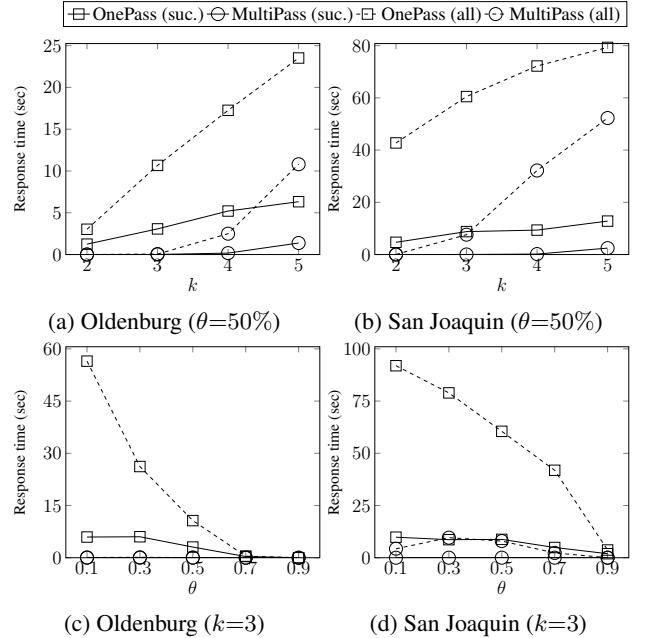 OnePass (suc.) MultiPass (suc.) OnePass (all) MultiPass (all)
25
20
15
10
5
0
2 3 4 5
Response time (sec)
k
(a) Oldenburg (θ=50%)
80
60
40
20
0
2 3 4 5
Response time (sec)
k
(b) San Joaquin (θ=50%)
60
45
30
15
0
0.1 0.3 0.5 0.7 0.9
Response time (sec)
θ
(c) Oldenburg (k=3)
100
75
50
25
0
0.1 0.3 0.5 0.7 0.9
Response time (sec)
θ
(d) San Joaquin (k=3)